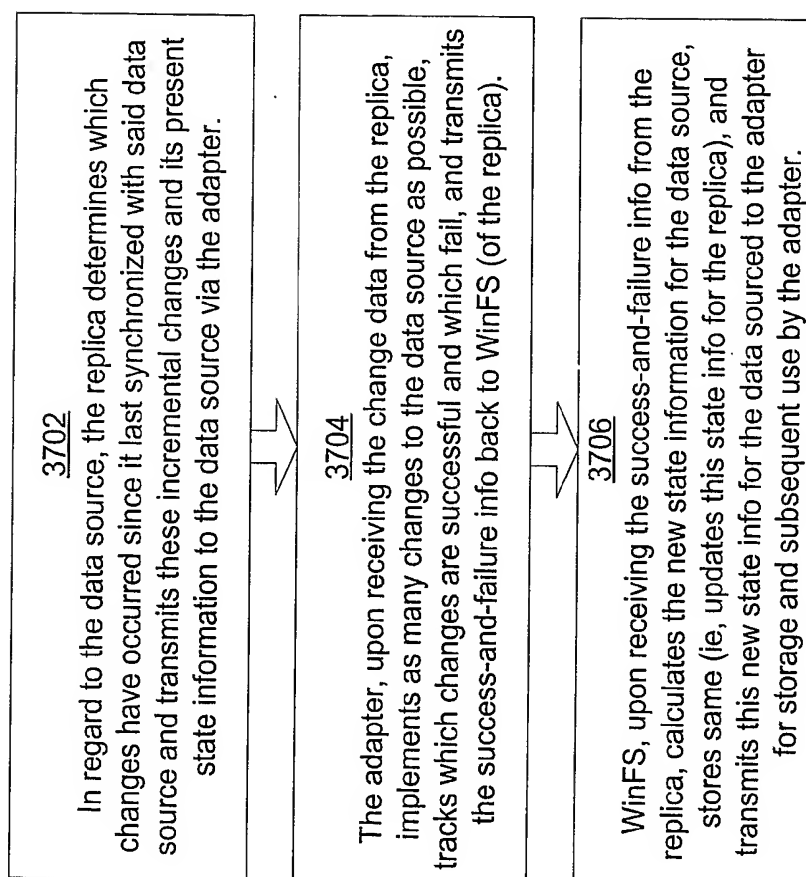 3702
In regard to the data source, the replica determines which
changes have occurred since it last synchronized with said data
source and transmits these incremental changes and its present
state information to the data source via the adapter.
3704
The adapter, upon receiving the change data from the replica,
implements as many changes to the data source as possible,
tracks which changes are successful and which fail, and transmits
the success-and-failure info back to WinFS (of the replica).
3706
WinFS, upon receiving the success-and-failure info from the
replica, calculates the new state information for the data source,
stores same (ie, updates this state info for the replica), and
transmits this new state info for the data sourced to the adapter
for storage and subsequent use by the adapter.